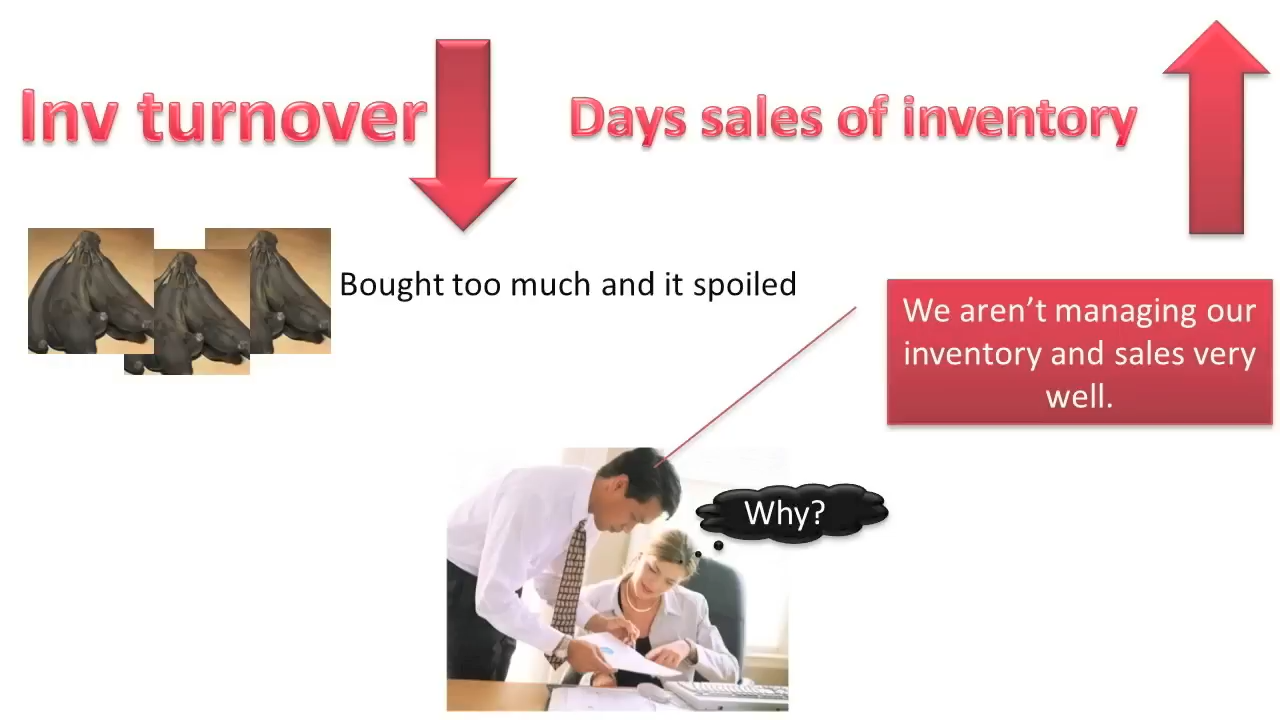 Inv turnover
Days sales of inventory
Bought too much and it spoiled
We aren’t managing our
inventory and sales very
well.
Why?